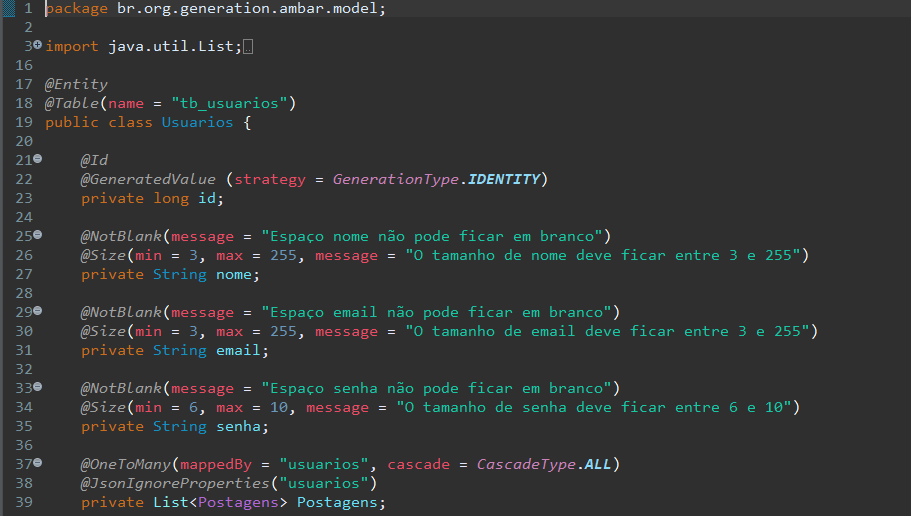 1 package br.org.generation.ambar.model;
2
3 import java.util.List;
16
17 @Entity
18 @Table(name = "tb_usuarios")
19 public class Usuarios {
20
21 @Id
22 @GeneratedValue (strategy = GenerationType.IDENTITY)
23 private long id;
24
25 @NotBlank(message = "Espaço nome não pode ficar em branco")
26 @Size(min = 3, max = 255, message = "O tamanho de nome deve ficar entre 3 e 255")
27 private String nome;
28
29 @NotBlank(message = "Espaço email não pode ficar em branco")
30 @Size(min = 3, max = 255, message = "O tamanho de email deve ficar entre 3 e 255")
31 private String email;
32
33 @NotBlank(message = "Espaço senha não pode ficar em branco")
34 @Size(min = 6, max = 10, message = "O tamanho de senha deve ficar entre 6 e 10")
35 private String senha;
36
37 @OneToMany(mappedBy = "usuarios", cascade = CascadeType.ALL)
38 @JsonIgnoreProperties("usuarios")
39 private List<Postagens> Postagens;